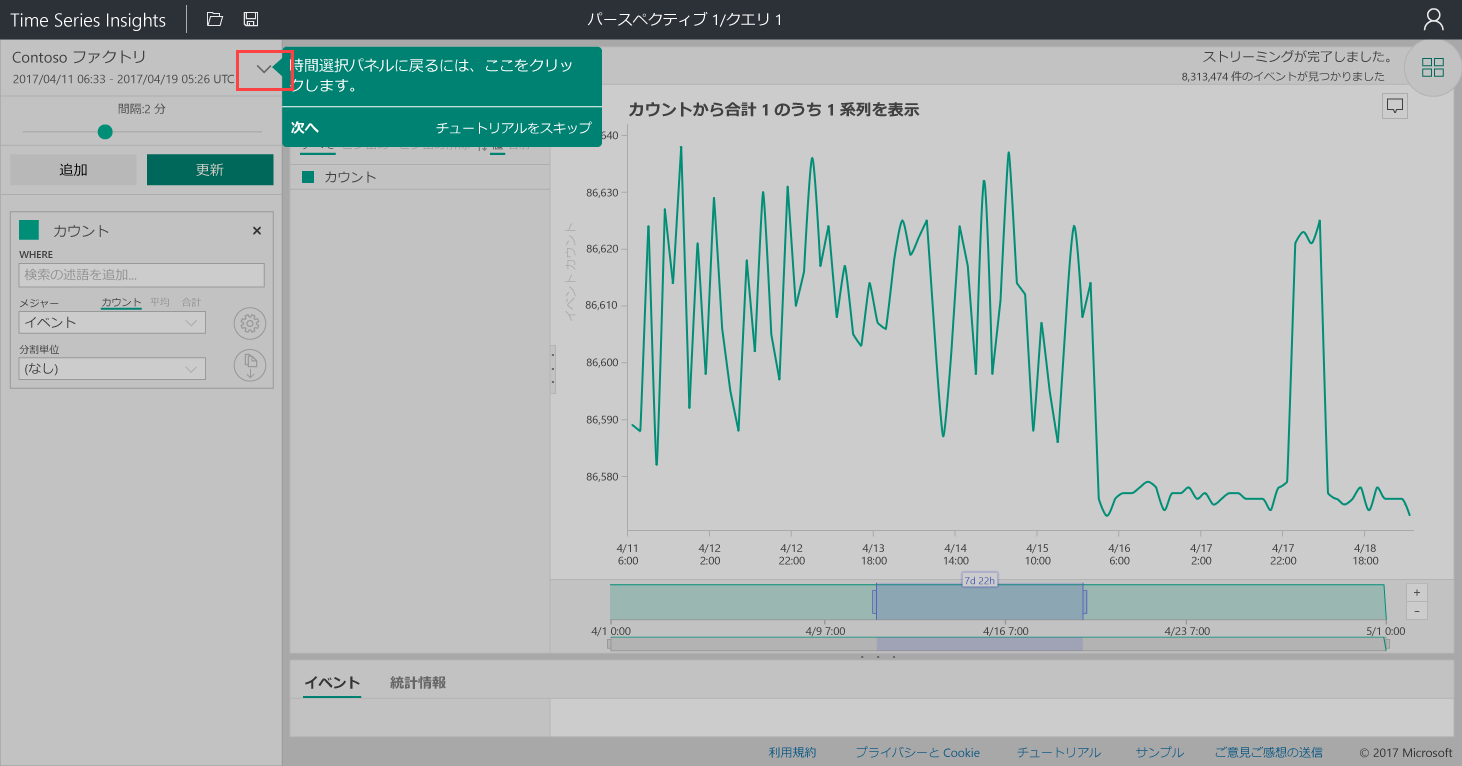 Time Series Insights
パースペクティブ 1/クエリ 1
Contoso ファクトリ
2017/04/11 06:33 - 2017/04/19 05:26 UTC
時間選択パネルに戻るには、ここをクリッ
クします。
次へ
チュートリアルをスキップ
ストリーミングが完了しました。
8,313,474 件のイベントが見つかりました
間隔:2 分
追加
更新
カウント
WHERE
検索の述語を追加...
メジャー
カウント 平均 合計
イベント
分割単位
(なし)
カウント
カウントから合計 1 のうち 1 系列を表示
イベント カウント
640
86,630
86,620
86,610
86,600
86,590
86,580
4/11 4/12 4/12 4/13 4/14 4/15 4/16 4/17 4/17 4/18
6:00 2:00 22:00 18:00 14:00 10:00 6:00 2:00 22:00 18:00
7d 22h
+
-
4/1 0:00 4/9 7:00 4/16 7:00 4/23 7:00 5/1 0:00
イベント 統計情報
利用規約 プライバシーと Cookie チュートリアル サンプル ご意見ご感想の送信 © 2017 Microsoft